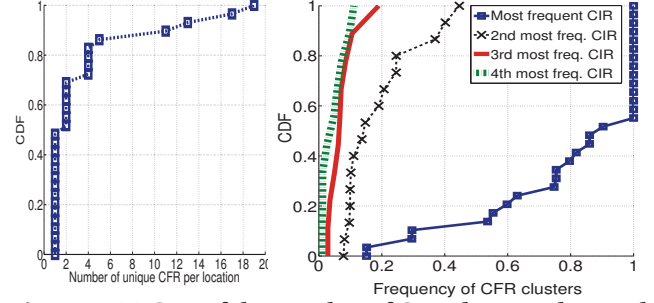 1
0.8
0.6
0.4
0.2
0
CDF
0 2 4 6 8 10 12 14 16 18 20
Number of unique CFR per location
1
0.8
0.6
0.4
0.2
0
CDF
0 0.2 0.4 0.6 0.8 1
Frequency of CFR clusters
Most frequent CIR
2nd most freq. CIR
3rd most freq. CIR
4th most freq. CIR